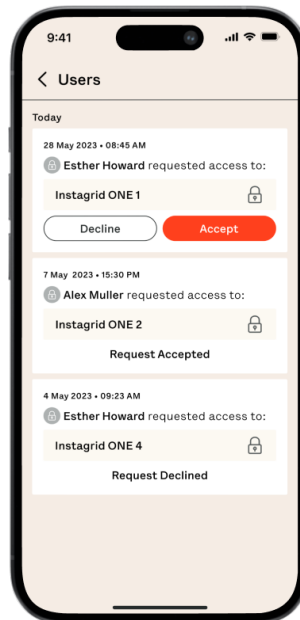 9:41
Users
Today
28 May 2023 • 08:45 AM
Esther Howard requested access to:
Instagrid ONE 1
Decline Accept
7 May 2023 • 15:30 PM
Alex Muller requested access to:
Instagrid ONE 2
Request Accepted
4 May 2023 • 09:23 AM
Esther Howard requested access to:
Instagrid ONE 4
Request Declined